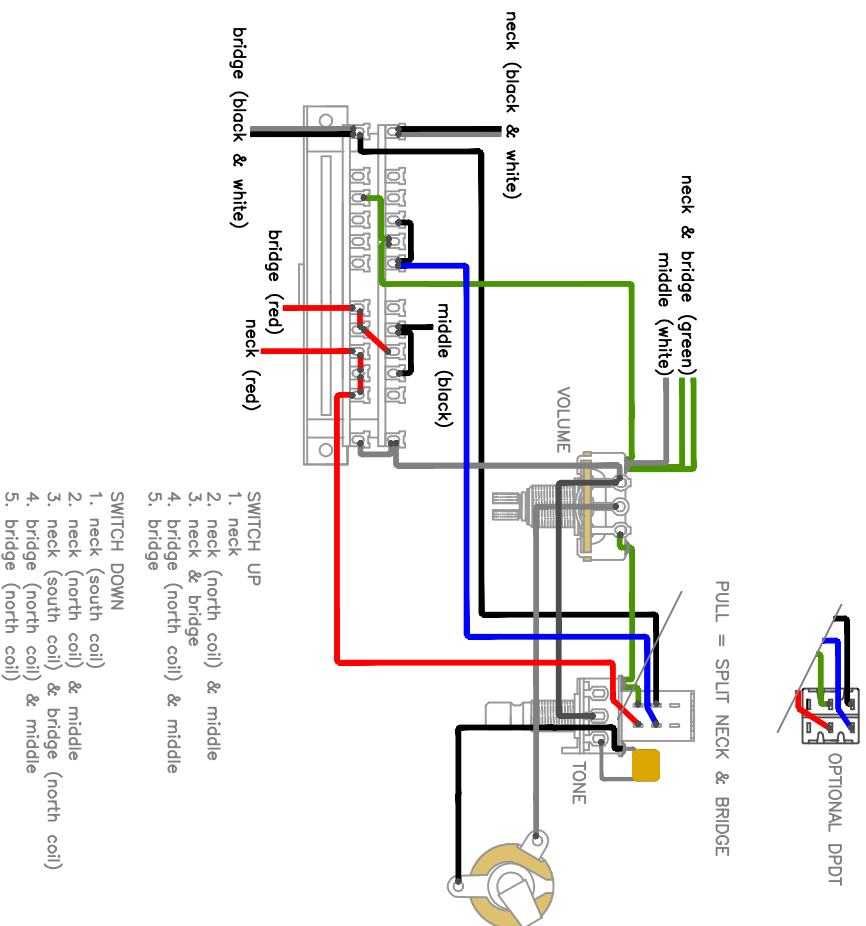 neck (black & white)
bridge (black & white)
neck & bridge (green)
middle (white)
bridge (red)
neck (red)
middle (black)
VOLUME
PULL = SPLIT NECK & BRIDGE
OPTIONAL DPDT
TONE
SWITCH UP
1. neck
2. neck (north coil) & middle
3. neck & bridge
4. bridge (north coil) & middle
5. bridge
SWITCH DOWN
1. neck (south coil)
2. neck (north coil) & middle
3. neck (south coil) & bridge (north coil)
4. bridge (north coil) & middle
5. bridge (north coil)